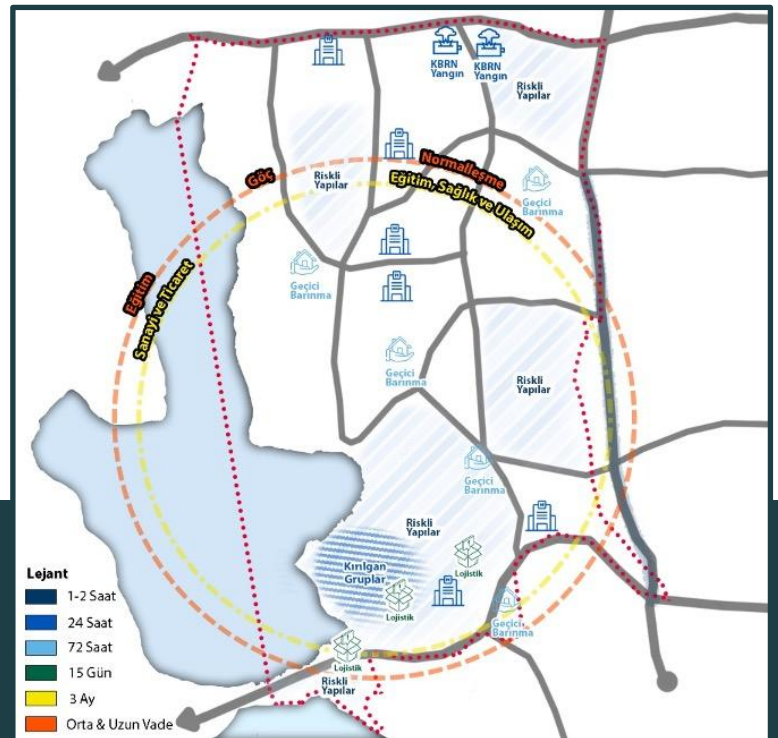 KBRN
Yangın
KBRN
Yangın
Riskli
Yapılar
Normalleşme
Göç
Riskli
Yapılar
Eğitim, Sağlık ve Ulaşım
Geçici
Barınma
Eğitim
Sanayi ve Ticaret
Geçici
Barınma
Geçici
Barınma
Riskli
Yapılar
Geçici
Barınma
Riskli
Yapılar
Kırılgan
Gruplar
Lojistik
Lojistik
Geçici
Barınma
Lojistik
Riskli
Yapılar
Lejant
1-2 Saat
24 Saat
72 Saat
15 Gün
3 Ay
Orta & Uzun Vade